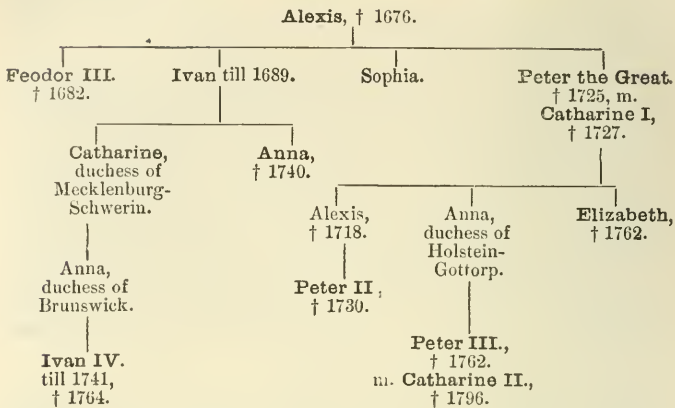 Alexis, † 1676.
Feodor III.
† 1682.
Ivan till 1689.
Sophia.
Peter the Great.
† 1725, m.
Catharine I,
† 1727.
Catharine,
duchess of
Mecklenburg-
Schwerin.
Anna,
† 1740.
Alexis,
† 1718.
Anna,
duchess of
Holstein-
Gottorp.
Elizabeth,
† 1762.
Anna,
duchess of
Brunswick.
Peter II,
† 1730.
Ivan IV.
till 1741,
† 1764.
Peter III.,
† 1762.
m. Catharine II.,
† 1796.